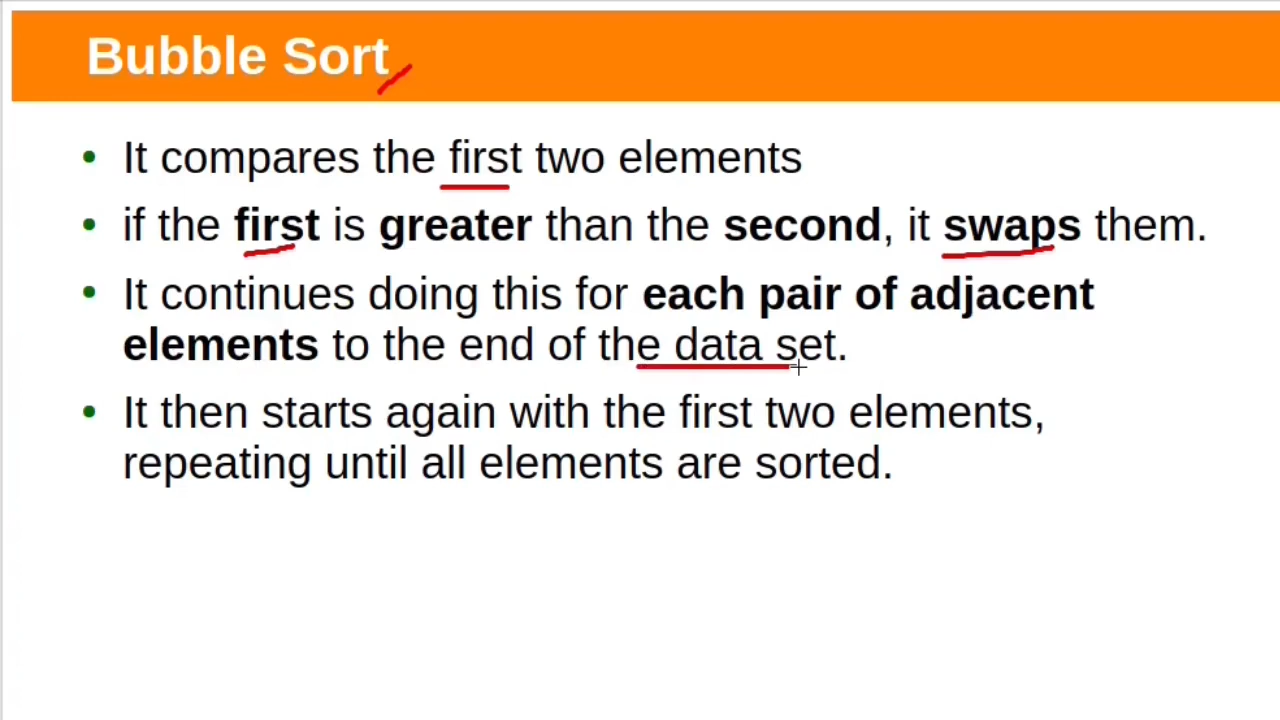 Bubble Sort
• It compares the first two elements
• if the first is greater than the second, it swaps them.
• It continues doing this for each pair of adjacent
elements to the end of the data set.
• It then starts again with the first two elements,
repeating until all elements are sorted.